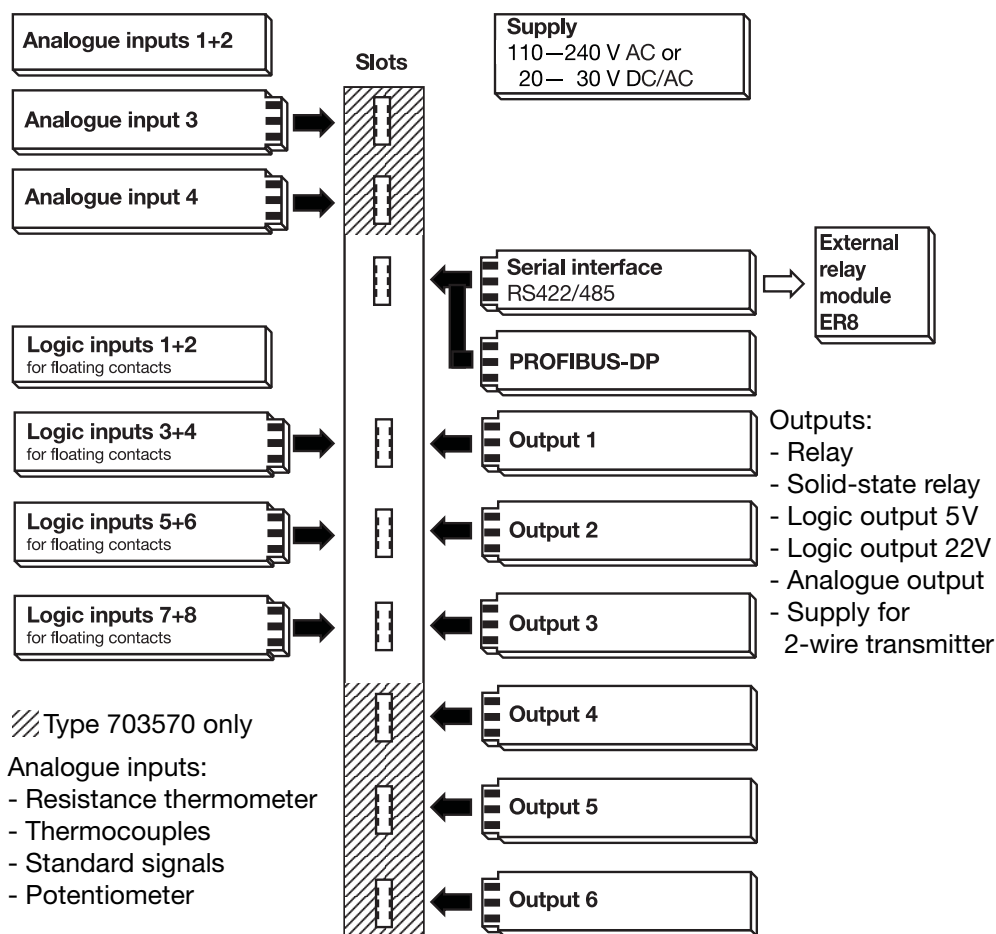 Analogue inputs 1+2
Analogue input 3
Analogue input 4
Slots
Supply
110—240 V AC or
20— 30 V DC/AC
Serial interface
RS422/485
External
relay
module
ER8
PROFIBUS-DP
Logic inputs 1+2
for floating contacts
Logic inputs 3+4
for floating contacts
Logic inputs 5+6
for floating contacts
Logic inputs 7+8
for floating contacts
Output 1
Output 2
Output 3
Output 4
Output 5
Output 6
Outputs:
- Relay
- Solid-state relay
- Logic output 5V
- Logic output 22V
- Analogue output
- Supply for
2-wire transmitter
Type 703570 only
Analogue inputs:
- Resistance thermometer
- Thermocouples
- Standard signals
- Potentiometer